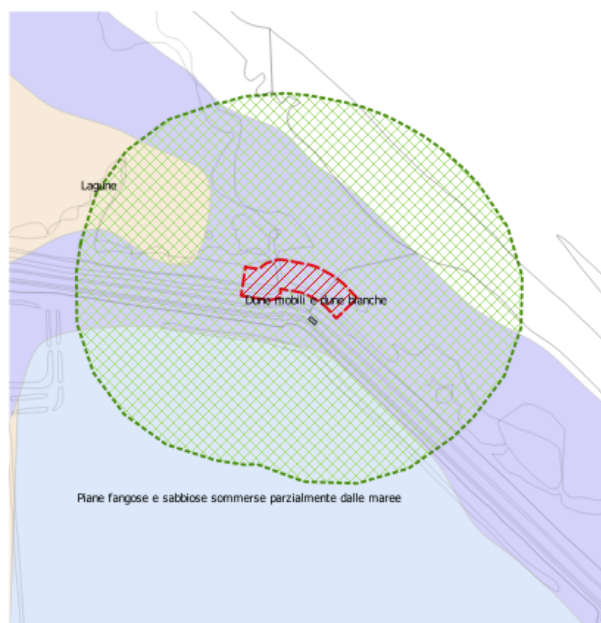 Lagune
Dune mobili e dune bianche
Piane fangose e sabbiose sommerse parzialmente dalle maree